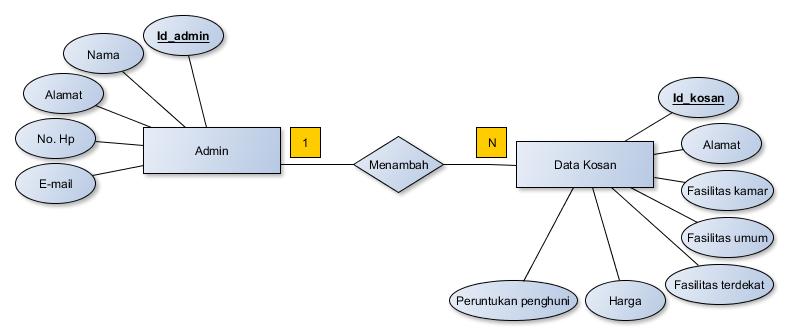 Id_admin
Nama
Alamat
No. Hp
E-mail
Admin
1
Menambah
N
Data Kosan
Id_kosan
Alamat
Fasilitas kamar
Fasilitas umum
Fasilitas terdekat
Harga
Peruntukan penghuni